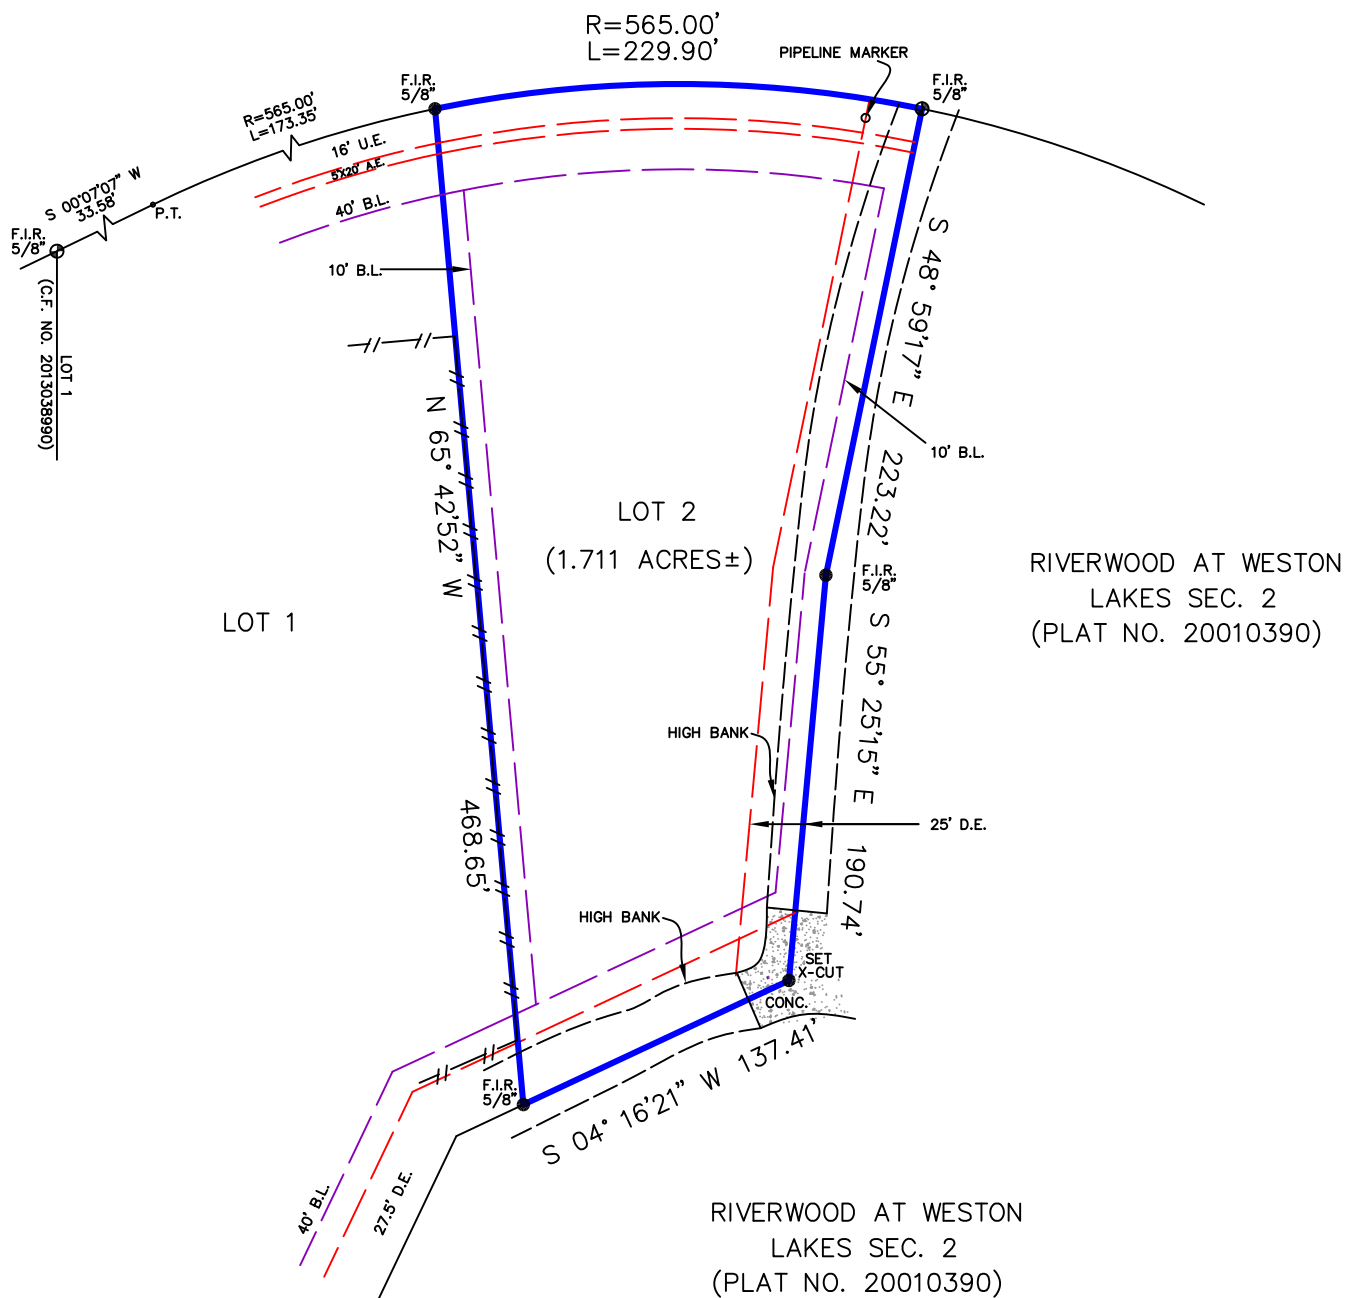 R=565.00'
L=229.90'
PIPELINE MARKER
F.I.R.
5/8"
F.I.R.
5/8"
R=565.00'
L=173.35'
16' U.E.
5'X20' A.E.
40' B.L.
S 00°07'07" W
33.58'
P.T.
F.I.R.
5/8"
LOT 1
(C.F. NO. 2013038990)
10' B.L.
S 48° 59'17" E
223.22'
10' B.L.
N 65° 42'52" W
468.65'
LOT 2
(1.711 ACRES±)
LOT 1
F.I.R.
5/8"
RIVERWOOD AT WESTON
LAKES SEC. 2
(PLAT NO. 20010390)
S 55° 25'15" E
190.74'
HIGH BANK
25' D.E.
HIGH BANK
SET
X-CUT
CONC.
F.I.R.
5/8"
S 04° 16'21" W 137.41'
40' B.L.
27.5' D.E.
RIVERWOOD AT WESTON
LAKES SEC. 2
(PLAT NO. 20010390)